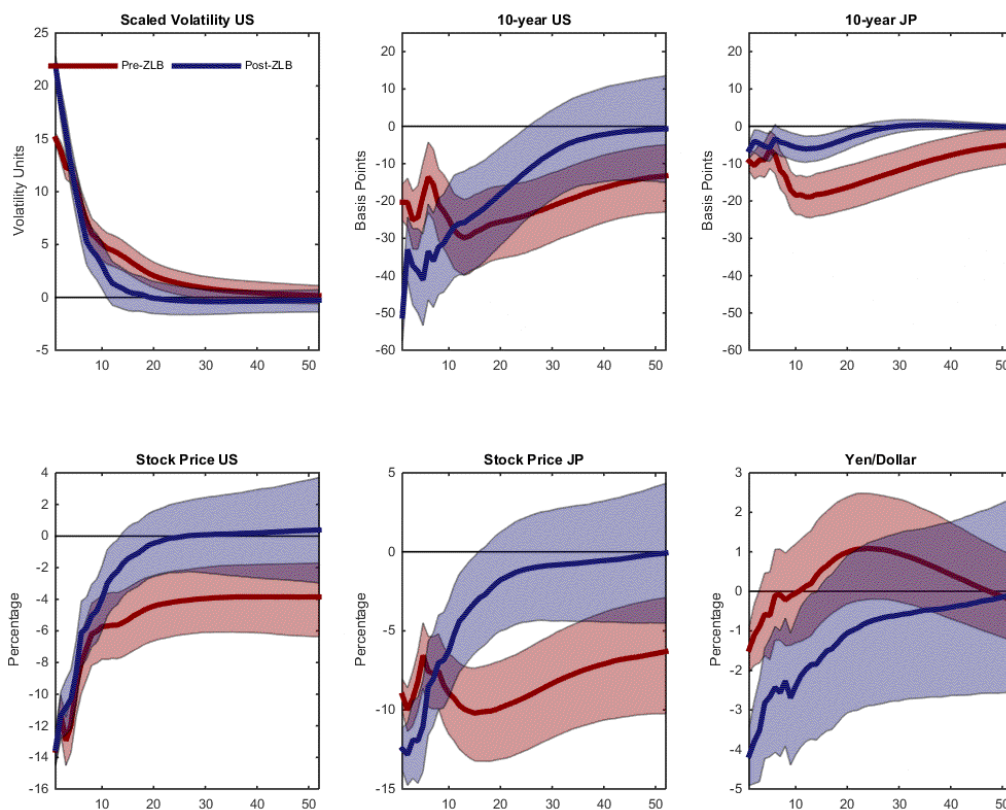 Scaled Volatility US
25
20
15
10
5
0
-5
Volatility Units
Pre-ZLB Post-ZLB
10 20 30 40 50
10-year US
20
10
0
-10
-20
-30
-40
-50
-60
Basis Points
10 20 30 40 50
10-year JP
20
10
0
-10
-20
-30
-40
-50
-60
Basis Points
10 20 30 40 50
Stock Price US
4
2
0
-2
-4
-6
-8
-10
-12
-14
-16
Percentage
10 20 30 40 50
Stock Price JP
5
0
-5
-10
-15
Percentage
10 20 30 40 50
Yen/Dollar
3
2
1
0
-1
-2
-3
-4
-5
Percentage
10 20 30 40 50